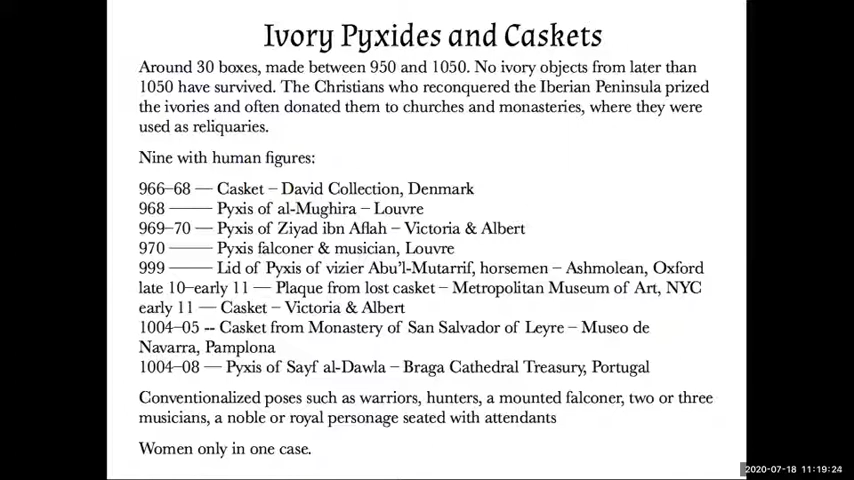 Ivory Pyxides and Caskets
Around 30 boxes, made between 950 and 1050. No ivory objects from later than
1050 have survived. The Christians who reconquered the Iberian Peninsula prized
the ivories and often donated them to churches and monasteries, where they were
used as reliquaries.
Nine with human figures:
966–68 — Casket – David Collection, Denmark
968 —— Pyxis of al-Mughira – Louvre
969–70 — Pyxis of Ziyad ibn Aflah – Victoria & Albert
970 —— Pyxis falconer & musician, Louvre
999 —— Lid of Pyxis of vizier Abu'l-Mutarrif, horsemen – Ashmolean, Oxford
late 10–early 11 — Plaque from lost casket – Metropolitan Museum of Art, NYC
early 11 — Casket – Victoria & Albert
1004–05 -- Casket from Monastery of San Salvador of Leyre – Museo de
Navarra, Pamplona
1004–08 — Pyxis of Sayf al-Dawla – Braga Cathedral Treasury, Portugal
Conventionalized poses such as warriors, hunters, a mounted falconer, two or three
musicians, a noble or royal personage seated with attendants
Women only in one case.
2020-07-18 11:19:24